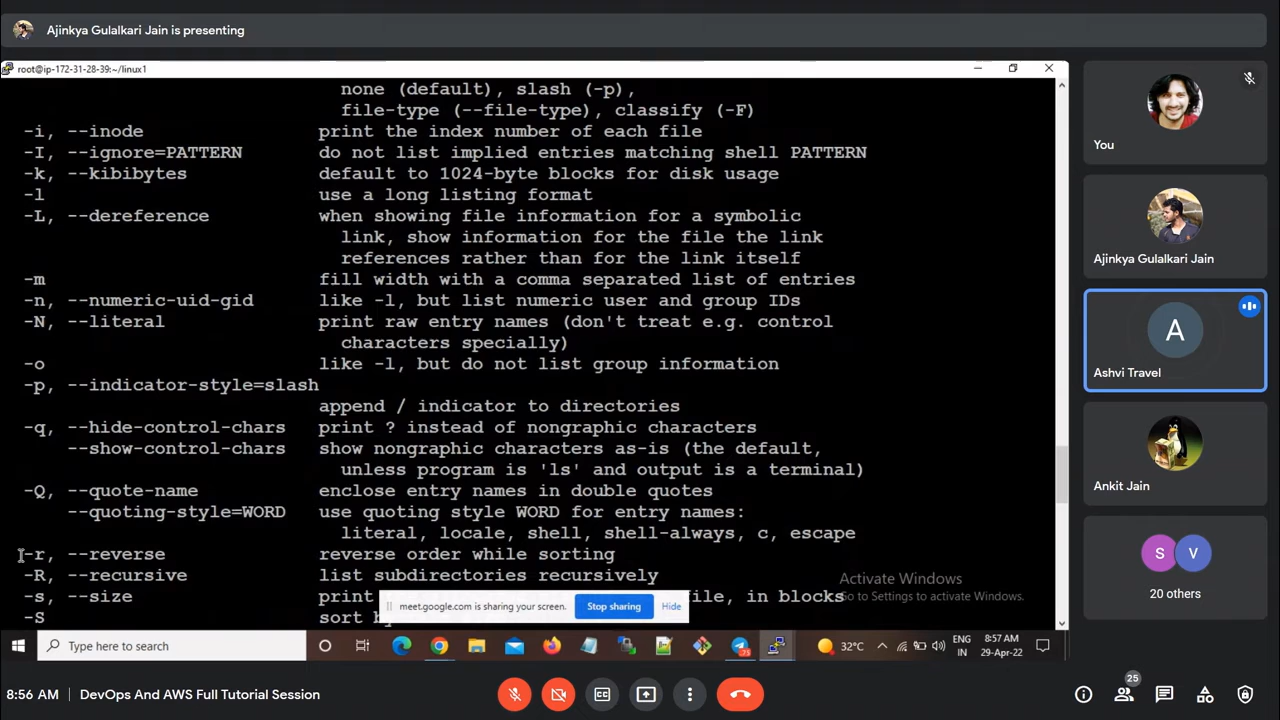 Ajinkya Gulalkari Jain is presenting
root@ip-172-31-28-39:~/linux1
none (default), slash (-p),
file-type (--file-type), classify (-F)
-i, --inode print the index number of each file
-I, --ignore=PATTERN do not list implied entries matching shell PATTERN
-k, --kibibytes default to 1024-byte blocks for disk usage
-l use a long listing format
-L, --dereference when showing file information for a symbolic
link, show information for the file the link
references rather than for the link itself
-m fill width with a comma separated list of entries
-n, --numeric-uid-gid like -l, but list numeric user and group IDs
-N, --literal print raw entry names (don't treat e.g. control
characters specially)
-o like -l, but do not list group information
-p, --indicator-style=slash
append / indicator to directories
-q, --hide-control-chars print ? instead of nongraphic characters
--show-control-chars show nongraphic characters as-is (the default,
unless program is 'ls' and output is a terminal)
-Q, --quote-name enclose entry names in double quotes
--quoting-style=WORD use quoting style WORD for entry names:
literal, locale, shell, shell-always, c, escape
-r, --reverse reverse order while sorting
-R, --recursive list subdirectories recursively
-s, --size print file, in blocks
-S sort
Activate Windows
Go to Settings to activate Windows.
meet.google.com is sharing your screen. Stop sharing Hide
Type here to search
32°C
ENG
IN
8:57 AM
29-Apr-22
You
Ajinkya Gulalkari Jain
A
Ashvi Travel
Ankit Jain
S V
20 others
8:56 AM | DevOps And AWS Full Tutorial Session
25